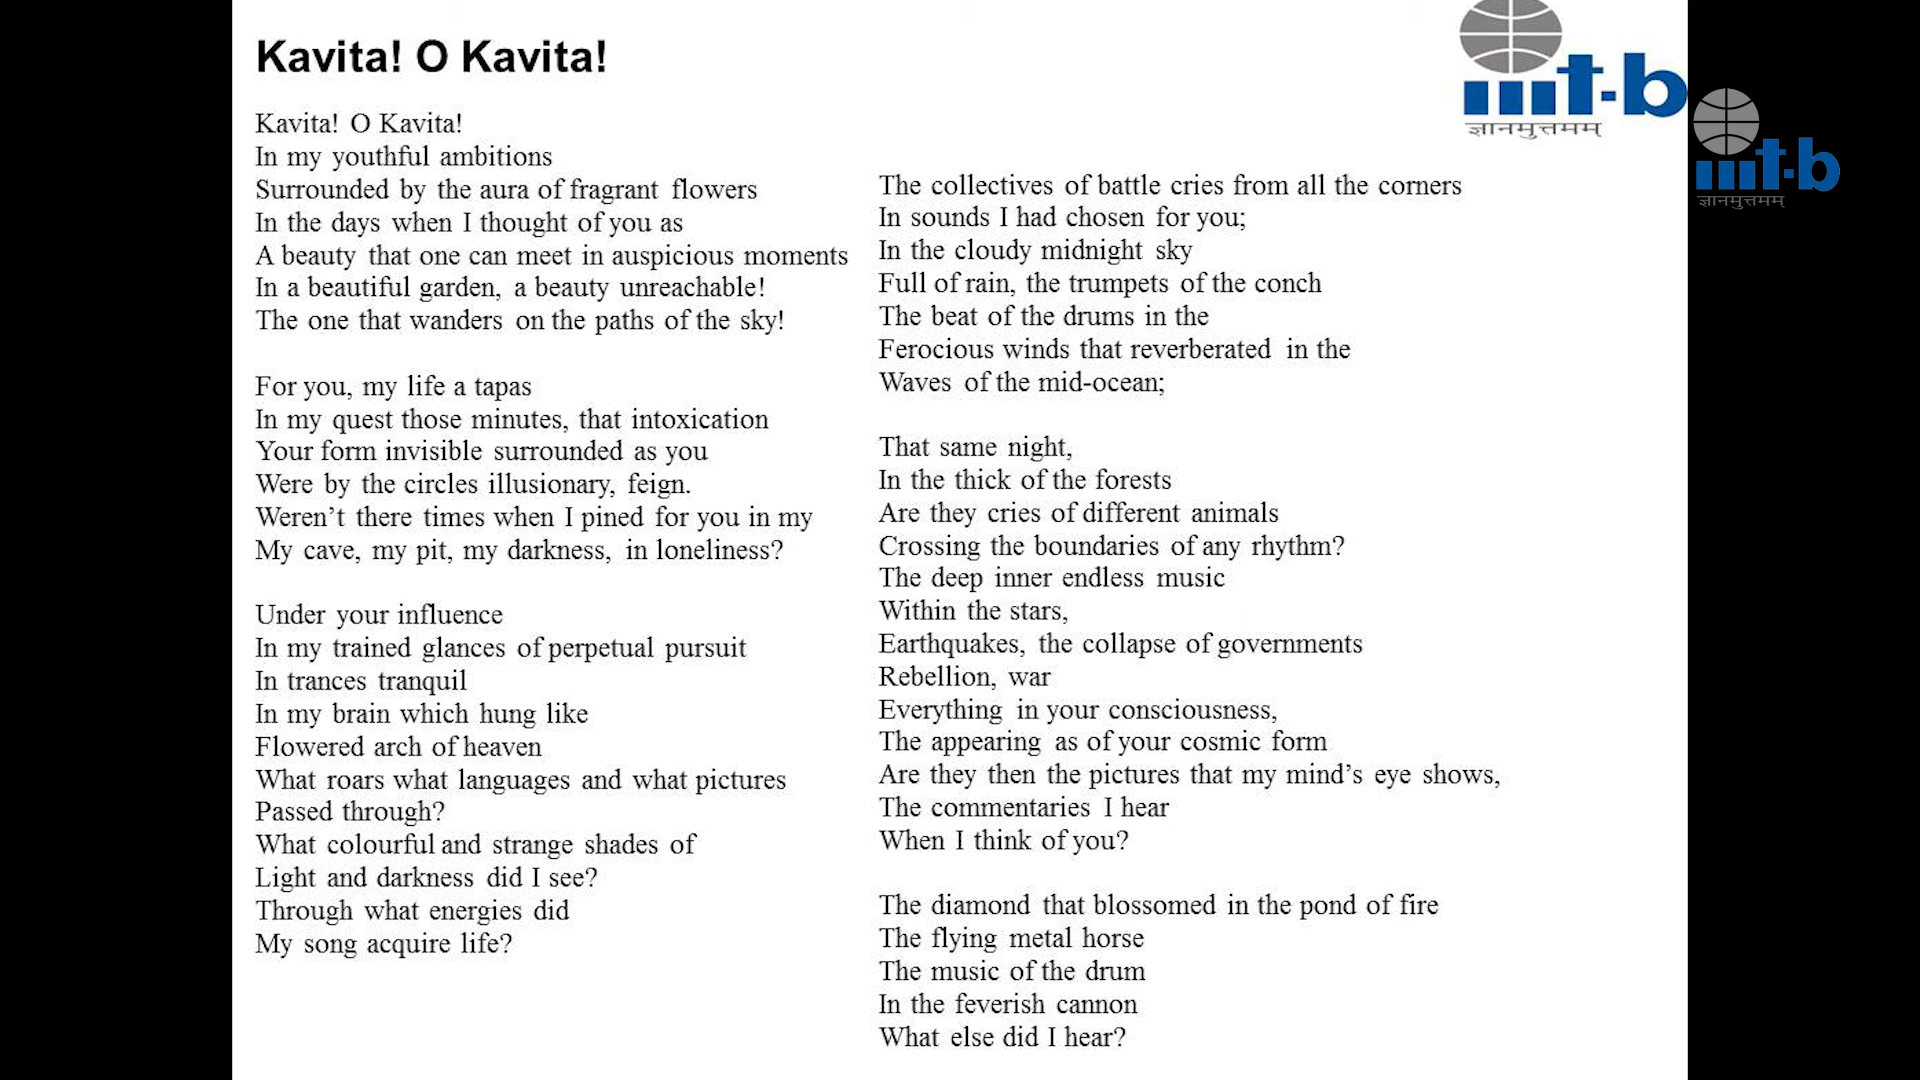 Kavita! O Kavita!
Kavita! O Kavita!
In my youthful ambitions
Surrounded by the aura of fragrant flowers
In the days when I thought of you as
A beauty that one can meet in auspicious moments
In a beautiful garden, a beauty unreachable!
The one that wanders on the paths of the sky!
For you, my life a tapas
In my quest those minutes, that intoxication
Your form invisible surrounded as you
Were by the circles illusionary, feign.
Weren’t there times when I pined for you in my
My cave, my pit, my darkness, in loneliness?
Under your influence
In my trained glances of perpetual pursuit
In trances tranquil
In my brain which hung like
Flowered arch of heaven
What roars what languages and what pictures
Passed through?
What colourful and strange shades of
Light and darkness did I see?
Through what energies did
My song acquire life?
The collectives of battle cries from all the corners
In sounds I had chosen for you;
In the cloudy midnight sky
Full of rain, the trumpets of the conch
The beat of the drums in the
Ferocious winds that reverberated in the
Waves of the mid-ocean;
That same night,
In the thick of the forests
Are they cries of different animals
Crossing the boundaries of any rhythm?
The deep inner endless music
Within the stars,
Earthquakes, the collapse of governments
Rebellion, war
Everything in your consciousness,
The appearing as of your cosmic form
Are they then the pictures that my mind’s eye shows,
The commentaries I hear
When I think of you?
The diamond that blossomed in the pond of fire
The flying metal horse
The music of the drum
In the feverish cannon
What else did I hear?
iiit-b
ज्ञानमुत्तमम्
iiit-b
ज्ञानमुत्तमम्